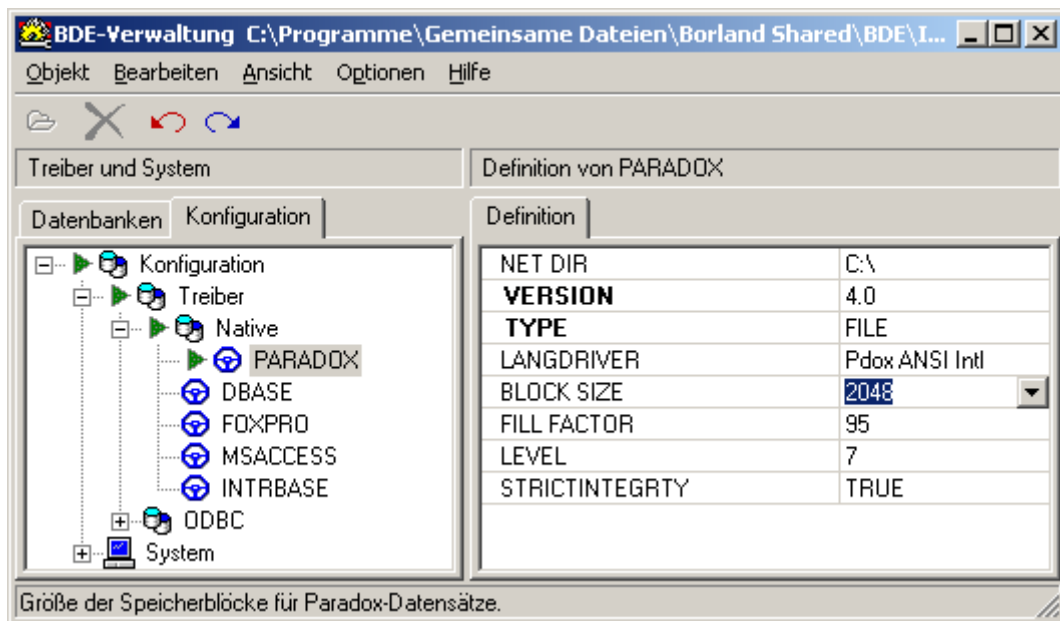 BDE-Verwaltung C:\Programme\Gemeinsame Dateien\Borland Shared\BDE\I...
Objekt Bearbeiten Ansicht Optionen Hilfe
Treiber und System
Definition von PARADOX
Datenbanken Konfiguration
Definition
Konfiguration
Treiber
Native
PARADOX
DBASE
FOXPRO
MSACCESS
INTRBASE
ODBC
System
NET DIR C:\
VERSION 4.0
TYPE FILE
LANGDRIVER Pdox ANSI Intl
BLOCK SIZE 2048
FILL FACTOR 95
LEVEL 7
STRICTINTEGRTY TRUE
Größe der Speicherblöcke für Paradox-Datensätze.